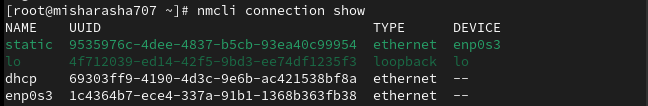 [root@misharasha707 ~]# nmcli connection show
NAME    UUID                                  TYPE      DEVICE
static  9535976c-4dee-4837-b5cb-93ea40c99954  ethernet  enp0s3
lo      4f712039-ed14-42f5-9bd3-ee74df1235f3  loopback  lo
dhcp    69303ff9-4190-4d3c-9e6b-ac421538bf8a  ethernet  --
enp0s3  1c4364b7-ece4-337a-91b1-1368b363fb38  ethernet  --